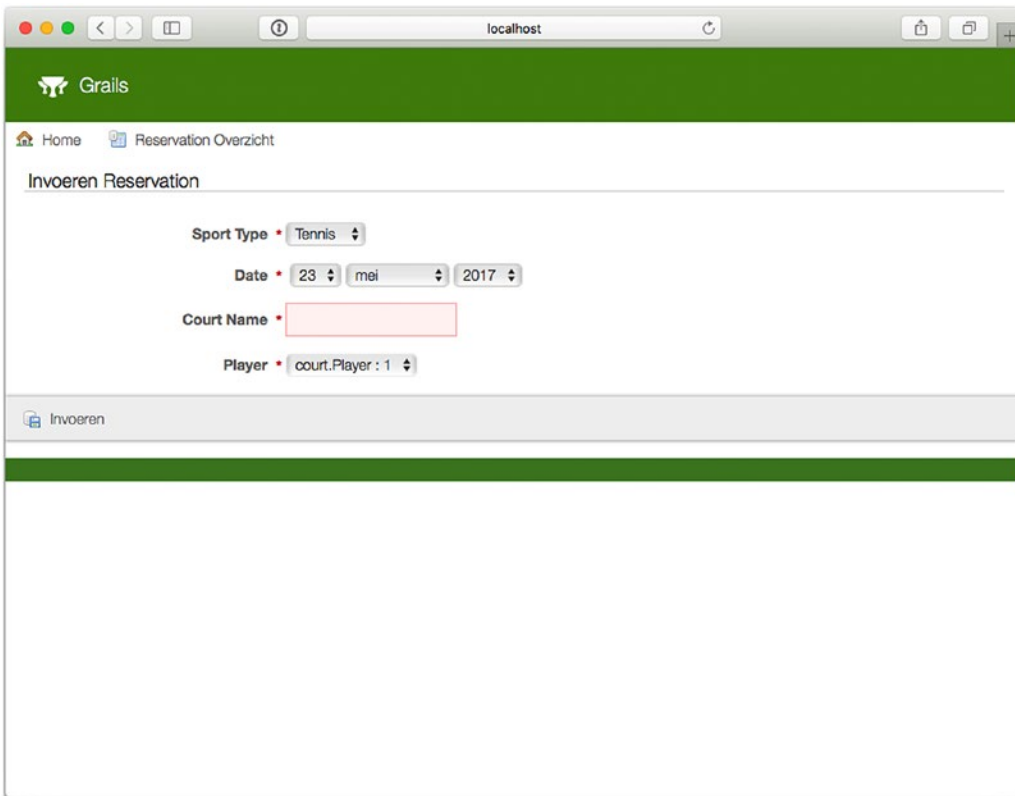 localhost
Grails
Home Reservation Overzicht
Invoeren Reservation
Sport Type * Tennis
Date * 23 mei 2017
Court Name *
Player * court.Player : 1
Invoeren